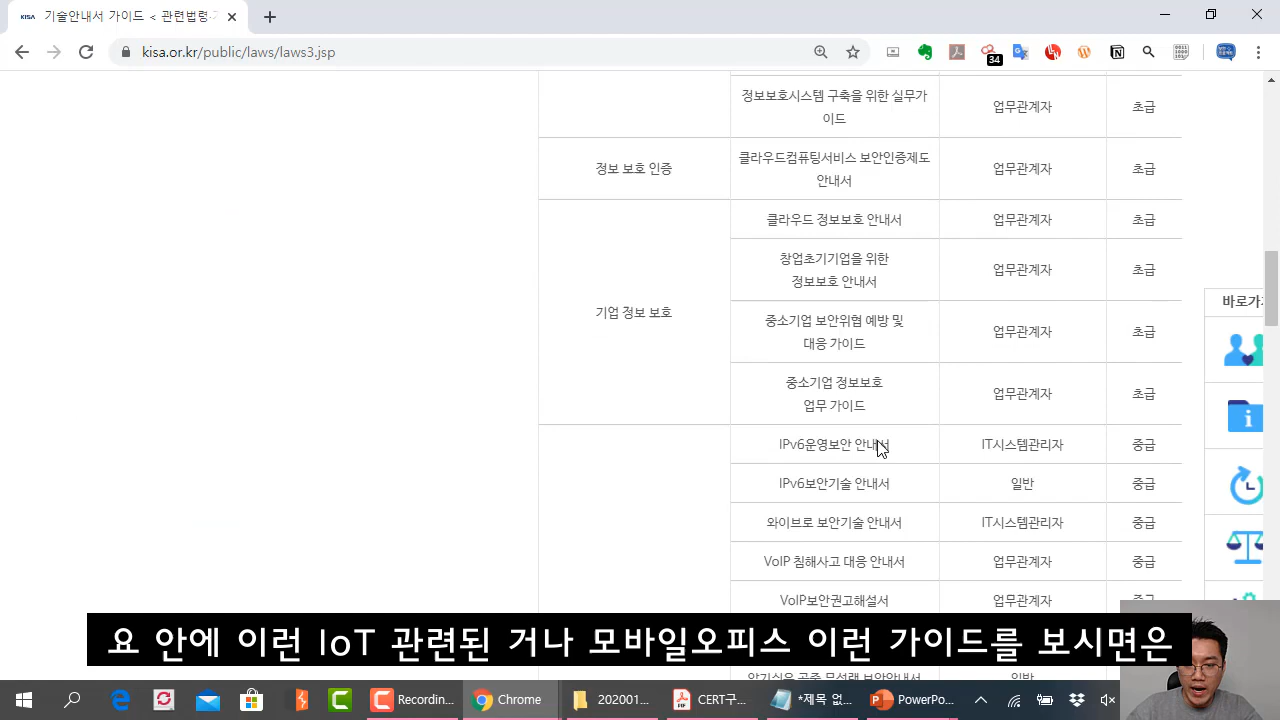 KISA 기술안내서 가이드 < 관련법령·기
kisa.or.kr/public/laws/laws3.jsp
34
정보보호시스템 구축을 위한 실무가
이드
업무관계자
초급
정보 보호 인증
클라우드컴퓨팅서비스 보안인증제도
안내서
업무관계자
초급
기업 정보 보호
클라우드 정보보호 안내서
업무관계자
초급
창업초기기업을 위한
정보보호 안내서
업무관계자
초급
중소기업 보안위협 예방 및
대응 가이드
업무관계자
초급
중소기업 정보보호
업무 가이드
업무관계자
초급
IPv6운영보안 안내서
IT시스템관리자
중급
IPv6보안기술 안내서
일반
중급
와이브로 보안기술 안내서
IT시스템관리자
중급
VoIP 침해사고 대응 안내서
업무관계자
중급
VoIP보안권고해설서
업무관계자
중급
바로가기
요 안에 이런 IoT 관련된 거나 모바일오피스 이런 가이드를 보시면은
일반
Recordin...
Chrome
202001...
CERT구...
*제목 없...
PowerPo...